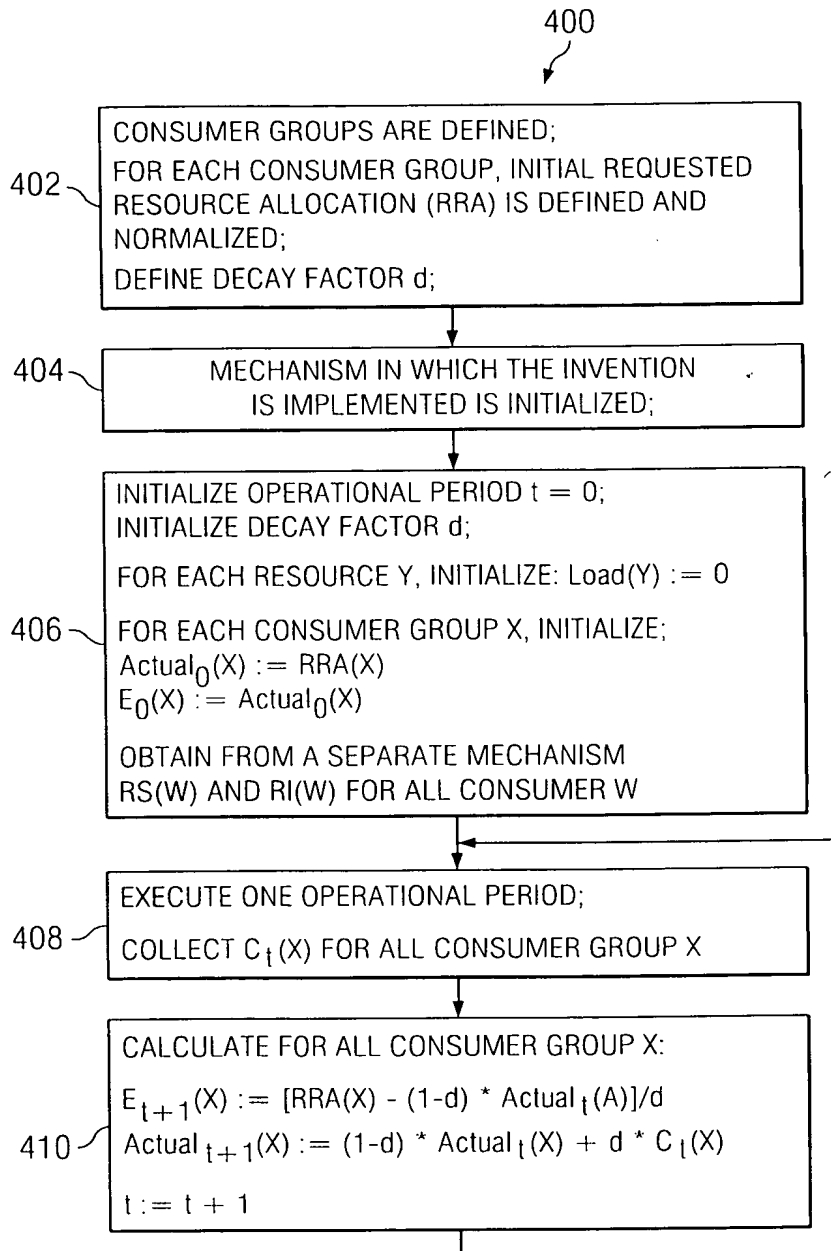 400
402
CONSUMER GROUPS ARE DEFINED;
FOR EACH CONSUMER GROUP, INITIAL REQUESTED
RESOURCE ALLOCATION (RRA) IS DEFINED AND
NORMALIZED;
DEFINE DECAY FACTOR d;
404
MECHANISM IN WHICH THE INVENTION
IS IMPLEMENTED IS INITIALIZED;
406
INITIALIZE OPERATIONAL PERIOD t = 0;
INITIALIZE DECAY FACTOR d;
FOR EACH RESOURCE Y, INITIALIZE: Load(Y) := 0
FOR EACH CONSUMER GROUP X, INITIALIZE;
Actual₀(X) := RRA(X)
E₀(X) := Actual₀(X)
OBTAIN FROM A SEPARATE MECHANISM
RS(W) AND RI(W) FOR ALL CONSUMER W
408
EXECUTE ONE OPERATIONAL PERIOD;
COLLECT Cₜ(X) FOR ALL CONSUMER GROUP X
410
CALCULATE FOR ALL CONSUMER GROUP X:
Eₜ₊₁(X) := [RRA(X) - (1-d) * Actualₜ(A)]/d
Actualₜ₊₁(X) := (1-d) * Actualₜ(X) + d * Cₜ(X)
t := t + 1